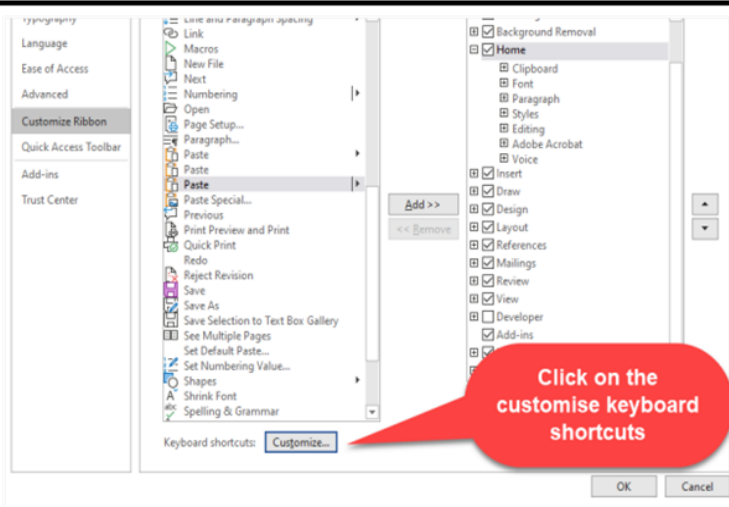 Typography
Language
Ease of Access
Advanced
Customize Ribbon
Quick Access Toolbar
Add-ins
Trust Center
Line and Paragraph Spacing
Link
Macros
New File
Next
Numbering
Open
Page Setup...
Paragraph...
Paste
Paste
Paste
Paste Special...
Previous
Print Preview and Print
Quick Print
Redo
Reject Revision
Save
Save As
Save Selection to Text Box Gallery
See Multiple Pages
Set Default Paste...
Set Numbering Value...
Shapes
Shrink Font
Spelling & Grammar
Keyboard shortcuts: Customize...
Add >>
<< Remove
Background Removal
Home
Clipboard
Font
Paragraph
Styles
Editing
Adobe Acrobat
Voice
Insert
Draw
Design
Layout
References
Mailings
Review
View
Developer
Add-ins
Click on the
customise keyboard
shortcuts
OK
Cancel